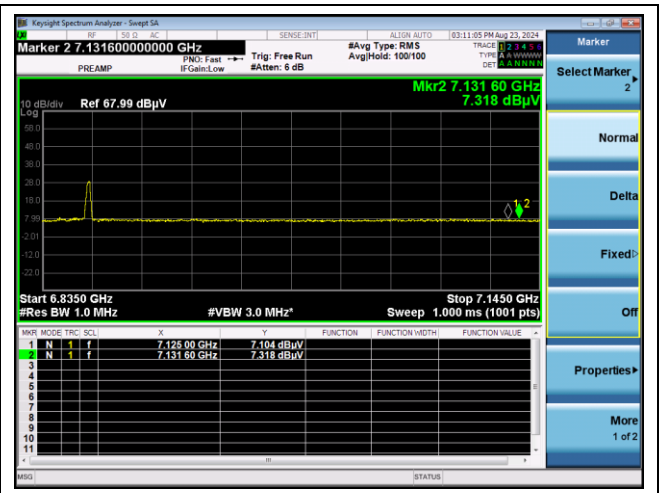 Keysight Spectrum Analyzer - Swept SA
RF 50 Ω AC SENSE:INT ALIGN AUTO 03:11:05 PM Aug 23, 2024
Marker 2 7.131600000000 GHz
PREAMP
PNO: Fast
IFGain:Low
Trig: Free Run
#Atten: 6 dB
#Avg Type: RMS
Avg|Hold: 100/100
TRACE 1 2 3 4 5 6
TYPE A A WWWW
DET A A N N N N
Mkr2 7.131 60 GHz
7.318 dBµV
10 dB/div Ref 67.99 dBµV
Log
58.0
48.0
38.0
28.0
18.0
7.99
-2.01
-12.0
-22.0
1 2
Start 6.8350 GHz Stop 7.1450 GHz
#Res BW 1.0 MHz #VBW 3.0 MHz* Sweep 1.000 ms (1001 pts)
MKR MODE TRC SCL X Y FUNCTION FUNCTION WIDTH FUNCTION VALUE
1 N 1 f 7.125 00 GHz 7.104 dBµV
2 N 1 f 7.131 60 GHz 7.318 dBµV
3
4
5
6
7
8
9
10
11
MSG STATUS
Marker
Select Marker
2
Normal
Delta
Fixed
Off
Properties
More
1 of 2